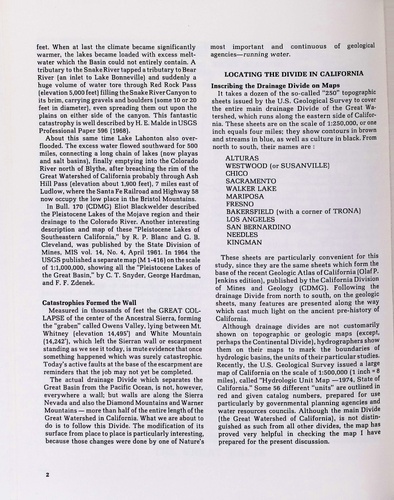 feet. When at last the climate became significantly
warmer, the lakes became loaded with excess melt-
water which the Basin could not entirely contain. A
tributary to the Snake River tapped a tributary to Bear
River (an inlet to Lake Bonneville) and suddenly a
huge volume of water tore through Red Rock Pass
(elevation 5,000 feet) filling the Snake River Canyon to
its brim, carrying gravels and boulders (some 10 or 20
feet in diameter), even spreading them out upon the
plains on either side of the canyon. This fantastic
catastrophy is well described by H. E. Malde in USGS
Professional Paper 596 [1968].
About this same time Lake Lahonton also over-
flooded. The excess water flowed southward for 500
miles, connecting a long chain of lakes (now playas
and salt basins), finally emptying into the Colorado
River north of Blythe, after breaching the rim of the
Great Watershed of California probably through Ash
Hill Pass (elevation about 1,900 feet), 7 miles east of
Ludlow, where the Santa Fe Railroad and Highway 58
now occupy the low place in the Bristol Mountains.
In Bull. 170 (CDMG) Eliot Blackwelder described
the Pleistocene Lakes of the Mojave region and their
drainage to the Colorado River. Another interesting
description and map of these "Pleistocene Lakes of
Southeastern California," by R. P. Blanc and G. B.
Cleveland, was published by the State Division of
Mines, MIS vol. 14, No. 4, April 1961. In 1964 the
USGS published a separate map [M 1-416] on the scale
of 1:1,000,000, showing all the "Pleistocene Lakes of
the Great Basin," by C. T. Snyder, George Hardman,
and F. F. Zdenek.
Catastrophies Formed the Wall
Measured in thousands of feet the GREAT COL-
LAPSE of the center of the Ancestral Sierra, forming
the "graben" called Owens Valley, lying between Mt.
Whitney [elevation 14,495'] and White Mountain
[14,242'], which left the Sierran wall or escarpment
standing as we see it today, is mute evidence that once
something happened which was surely catastrophic.
Today's active faults at the base of the escarpment are
reminders that the job may not yet be completed.
The actual drainage Divide which separates the
Great Basin from the Pacific Ocean, is not, however,
everywhere a wall; but walls are along the Sierra
Nevada and also the Diamond Mountains and Warner
Mountains — more than half of the entire length of the
Great Watershed in California. What we are about to
do is to follow this Divide. The modification of its
surface from place to place is particularly interesting,
because those changes were done by one of Nature's
2
most important and continuous of geological
agencies—running water.
LOCATING THE DIVIDE IN CALIFORNIA
Inscribing the Drainage Divide on Maps
It takes a dozen of the so-called "250" topographic
sheets issued by the U.S. Geological Survey to cover
the entire main drainage Divide of the Great Wa-
tershed, which runs along the eastern side of Califor-
nia. These sheets are on the scale of 1:250,000, or one
inch equals four miles; they show contours in brown
and streams in blue, as well as culture in black. From
north to south, their names are :
ALTURAS
WESTWOOD (or SUSANVILLE)
CHICO
SACRAMENTO
WALKER LAKE
MARIPOSA
FRESNO
BAKERSFIELD (with a corner of TRONA)
LOS ANGELES
SAN BERNARDINO
NEEDLES
KINGMAN
These sheets are particularly convenient for this
study, since they are the same sheets which form the
base of the recent Geologic Atlas of California (Olaf P.
Jenkins edition), published by the California Division
of Mines and Geology (CDMG). Following the
drainage Divide from north to south, on the geologic
sheets, many features are presented along the way
which cast much light on the ancient pre-history of
California.
Although drainage divides are not customarily
shown on topographic or geologic maps (except,
perhaps the Continental Divide), hydrographers show
them on their maps to mark the boundaries of
hydrologic basins, the units of their particular studies.
Recently, the U.S. Geological Survey issued a large
map of California on the scale of 1:500,000 (1 inch = 8
miles), called "Hydrologic Unit Map —1974, State of
California." Some 56 different "units" are outlined in
red and given catalog numbers, prepared for use
particularly by governmental planning agencies and
water resources councils. Although the main Divide
(the Great Watershed of California), is not distin-
guished as such from all other divides, the map has
proved very helpful in checking the map I have
prepared for the present discussion.